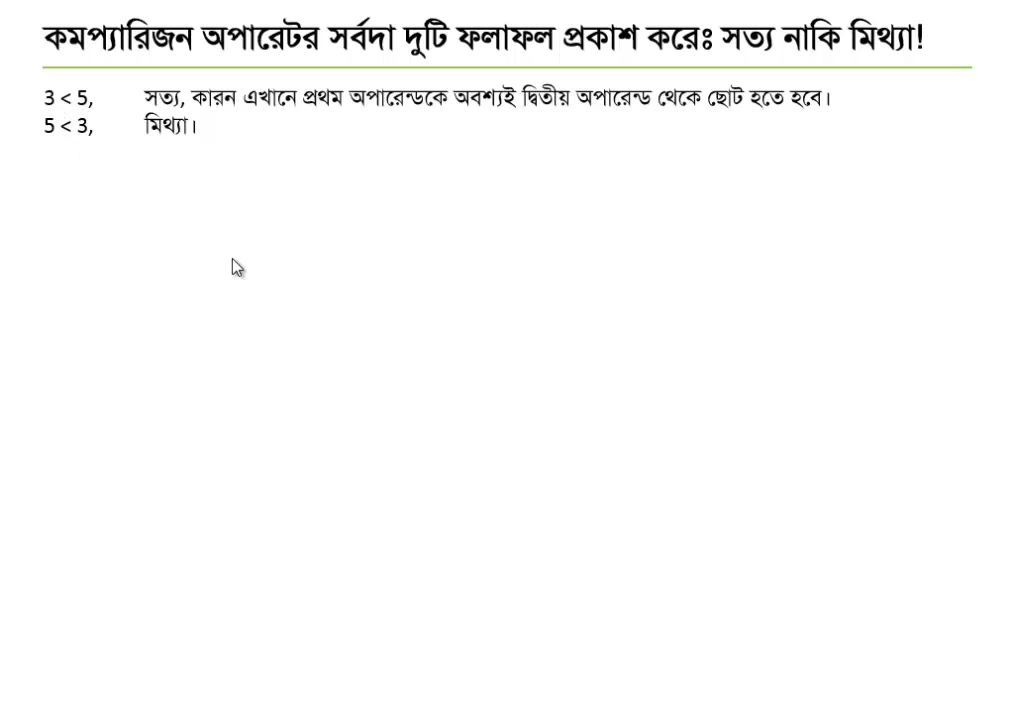 কমপ্যারিজন অপারেটর সর্বদা দুটি ফলাফল প্রকাশ করেঃ সত্য নাকি মিথ্যা!
3 < 5, সত্য, কারন এখানে প্রথম অপারেন্ডকে অবশ্যই দ্বিতীয় অপারেন্ড থেকে ছোট হতে হবে।
5 < 3, মিথ্যা।